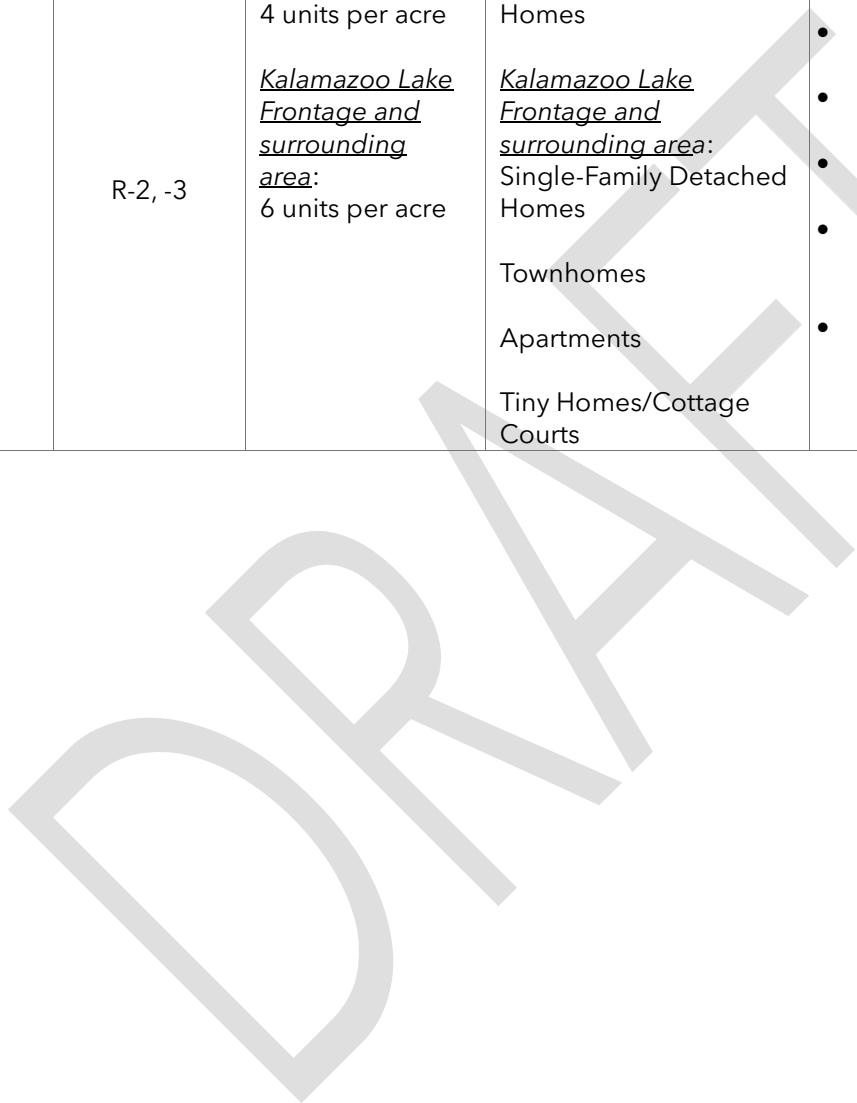 4 units per acre
Kalamazoo Lake
Frontage and
surrounding
area:
6 units per acre
R-2, -3
Homes
Kalamazoo Lake
Frontage and
surrounding area:
Single-Family Detached
Homes
Townhomes
Apartments
Tiny Homes/Cottage
Courts
•
•
•
•
•
DRAFT